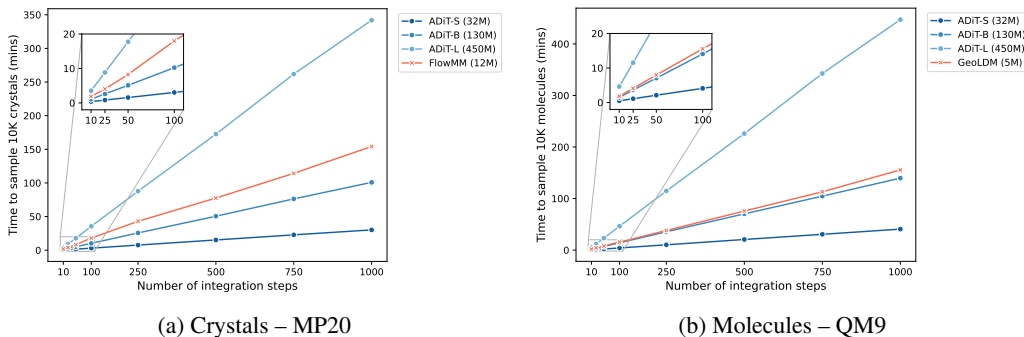 ADiT-S (32M)
ADiT-B (130M)
ADiT-L (450M)
FlowMM (12M)
Time to sample 10K crystals (mins)
350
300
250
200
150
100
50
0
20
10
0
10 25 50 100
10 100 250 500 750 1000
Number of integration steps
(a) Crystals – MP20
ADiT-S (32M)
ADiT-B (130M)
ADiT-L (450M)
GeoLDM (5M)
Time to sample 10K molecules (mins)
400
300
200
100
0
20
10
0
10 25 50 100
10 100 250 500 750 1000
Number of integration steps
(b) Molecules – QM9